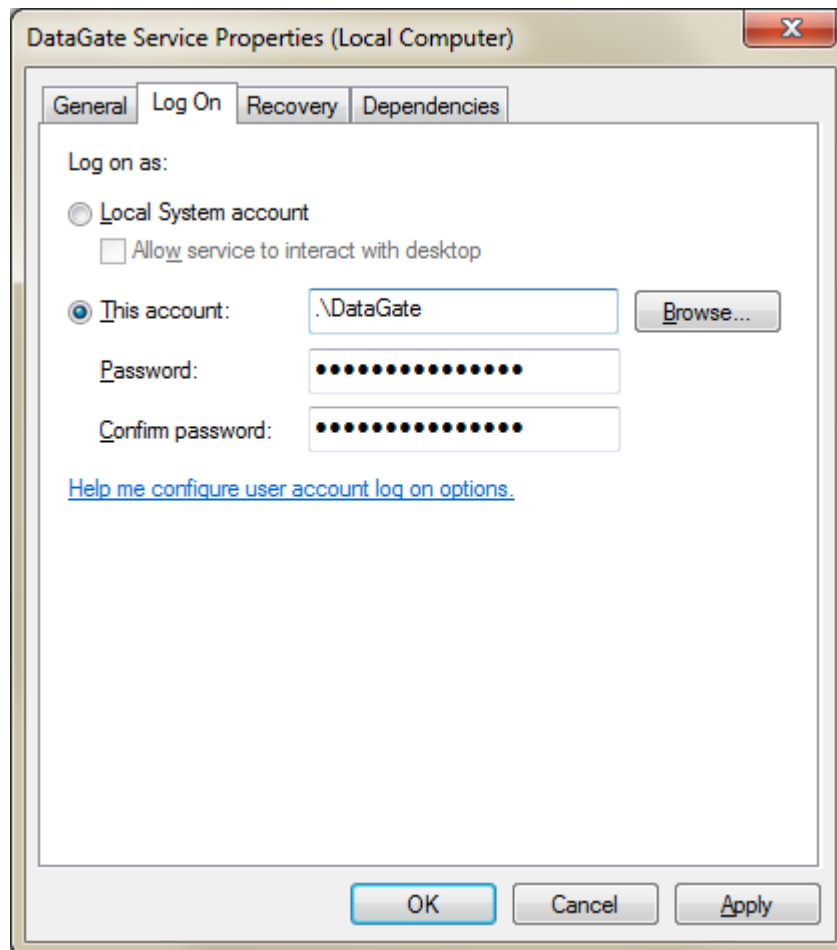 DataGate Service Properties (Local Computer)
General Log On Recovery Dependencies
Log on as:
Local System account
Allow service to interact with desktop
This account: .\DataGate Browse...
Password: •••••••••••••••
Confirm password: •••••••••••••••
Help me configure user account log on options.
OK Cancel Apply